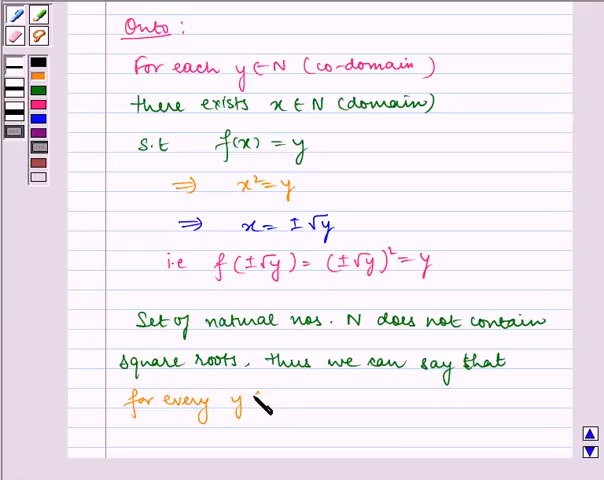 Onto :
For each y ∈ N (co-domain)
there exists x ∈ N (domain)
s.t f(x) = y
⇒ x² = y
⇒ x = ± √y
i.e f(±√y) = (±√y)² = y
Set of natural nos. N does not contain
square roots. Thus we can say that
for every y